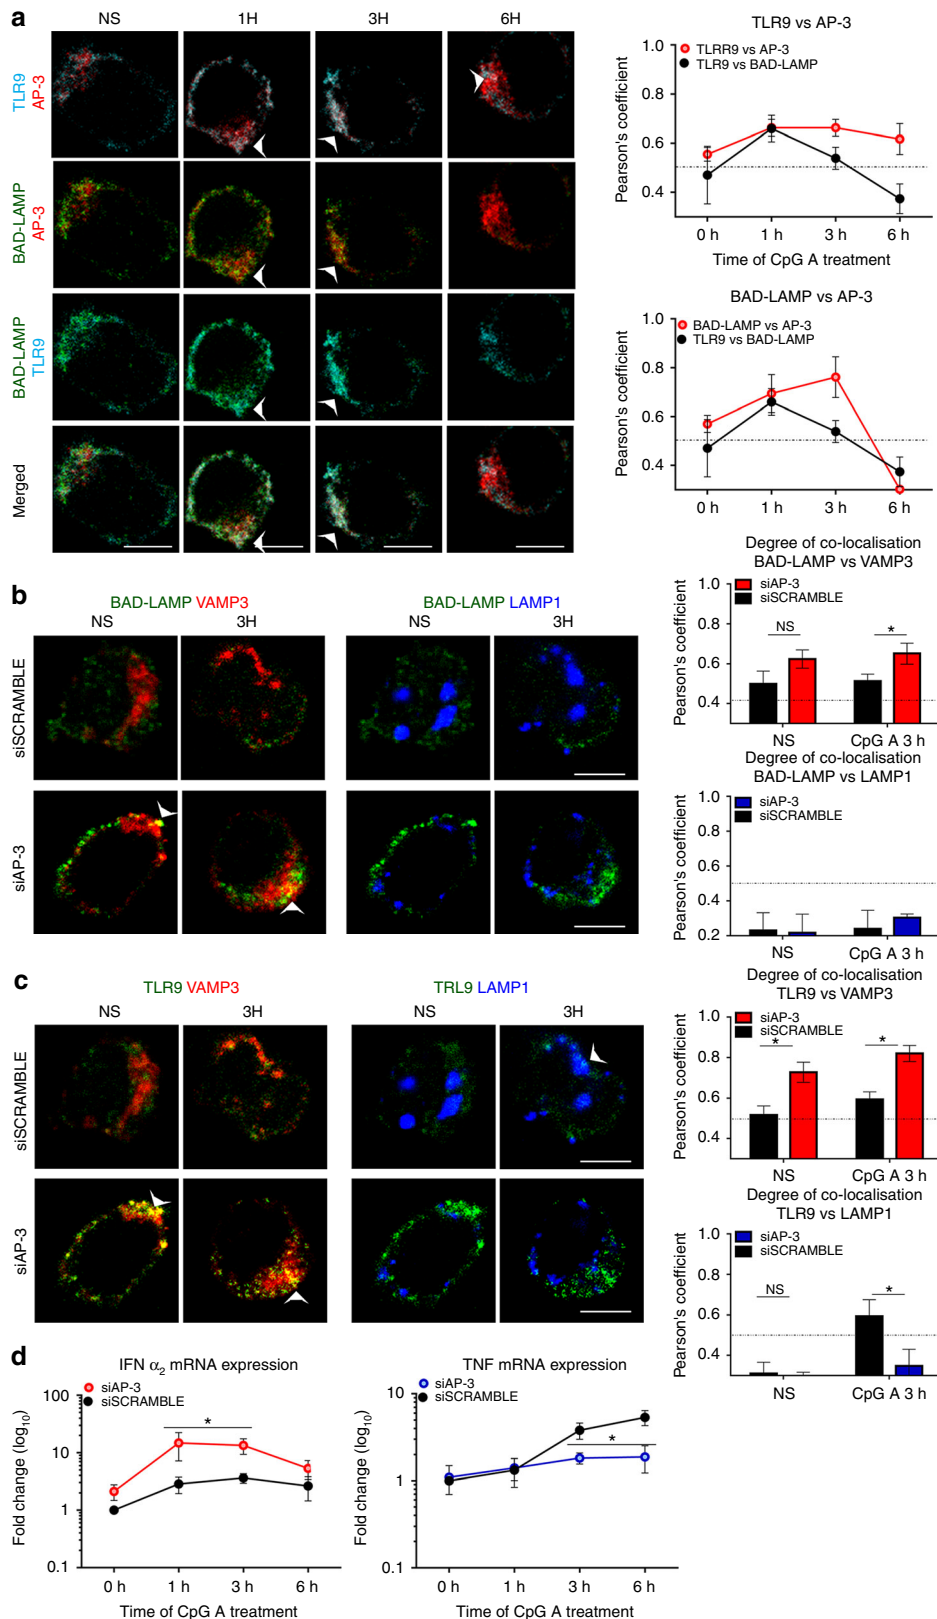 a
NS 1H 3H 6H
TLR9
AP-3
BAD-LAMP
AP-3
BAD-LAMP
TLR9
Merged
TLR9 vs AP-3
Pearson's coefficient
1.0
0.8
0.6
0.4
TLRR9 vs AP-3
TLR9 vs BAD-LAMP
0 h 1 h 3 h 6 h
Time of CpG A treatment
BAD-LAMP vs AP-3
Pearson's coefficient
1.0
0.8
0.6
0.4
BAD-LAMP vs AP-3
TLR9 vs BAD-LAMP
0 h 1 h 3 h 6 h
Time of CpG A treatment
b
BAD-LAMP VAMP3
NS 3H
BAD-LAMP LAMP1
NS 3H
siSCRAMBLE
siAP-3
Degree of co-localisation
BAD-LAMP vs VAMP3
Pearson's coefficient
1.0
0.8
0.6
0.4
siAP-3
siSCRAMBLE
NS
*
NS CpG A 3 h
Degree of co-localisation
BAD-LAMP vs LAMP1
Pearson's coefficient
1.0
0.8
0.6
0.4
0.2
siAP-3
siSCRAMBLE
NS CpG A 3 h
c
TLR9 VAMP3
NS 3H
TRL9 LAMP1
NS 3H
siSCRAMBLE
siAP-3
Degree of co-localisation
TLR9 vs VAMP3
Pearson's coefficient
1.0
0.8
0.6
0.4
siAP-3
siSCRAMBLE
*
*
NS CpG A 3 h
Degree of co-localisation
TLR9 vs LAMP1
Pearson's coefficient
1.0
0.8
0.6
0.4
siAP-3
siSCRAMBLE
NS
*
NS CpG A 3 h
d
IFN α₂ mRNA expression
Fold change (log₁₀)
100
10
1
0.1
siAP-3
siSCRAMBLE
*
0 h 1 h 3 h 6 h
Time of CpG A treatment
TNF mRNA expression
Fold change (log₁₀)
10
1
0.1
siAP-3
siSCRAMBLE
*
0 h 1 h 3 h 6 h
Time of CpG A treatment